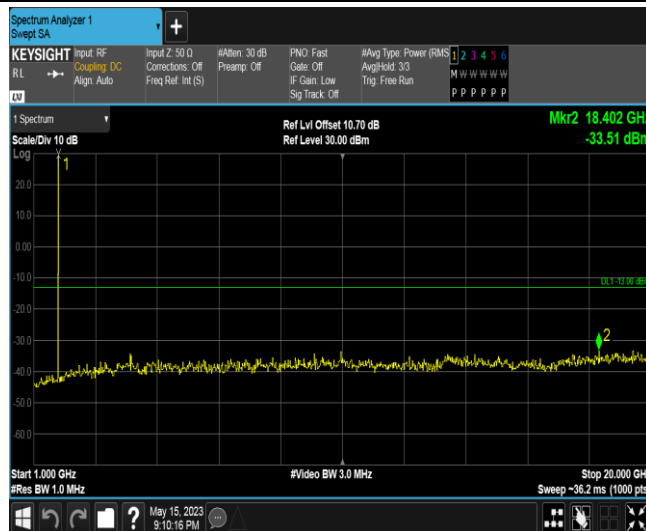 Spectrum Analyzer 1
Swept SA
+
KEYSIGHT Input: RF Input Z: 50 Ω #Atten: 30 dB PNO: Fast #Avg Type: Power (RMS 1 2 3 4 5 6
RL Coupling: DC Corrections: Off Preamp: Off Gate: Off Avg|Hold: 3/3 M W W W W W
Align: Auto Freq Ref: Int (S) IF Gain: Low Trig: Free Run
Sig Track: Off P P P P P P
1 Spectrum Ref Lvl Offset 10.70 dB Mkr2 18.402 GHz
Scale/Div 10 dB Ref Level 30.00 dBm -33.51 dBm
Log
1
20.0
10.0
0.00
-10.0
DL1 -13.00 dBm
-20.0
-30.0
2
-40.0
-50.0
-60.0
Start 1.000 GHz #Video BW 3.0 MHz Stop 20.000 GHz
#Res BW 1.0 MHz Sweep ~36.2 ms (1000 pts
? May 15, 2023
9:10:16 PM